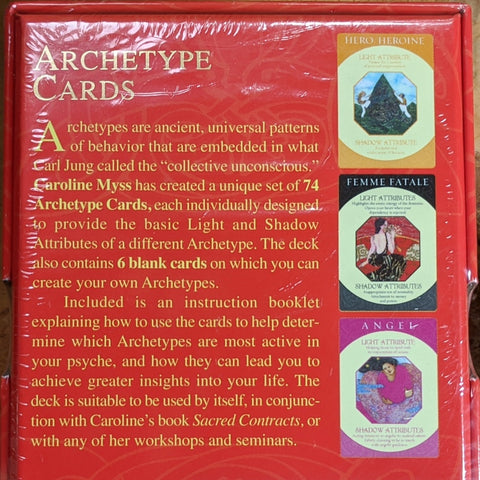 ARCHETYPE
CARDS
Archetypes are ancient, universal patterns
of behavior that are embedded in what
Carl Jung called the “collective unconscious.”
Caroline Myss has created a unique set of 74
Archetype Cards, each individually designed
to provide the basic Light and Shadow
Attributes of a different Archetype. The deck
also contains 6 blank cards on which you can
create your own Archetypes.
Included is an instruction booklet
explaining how to use the cards to help deter-
mine which Archetypes are most active in
your psyche, and how they can lead you to
achieve greater insights into your life. The
deck is suitable to be used by itself, in conjunc-
tion with Caroline’s book Sacred Contracts, or
with any of her workshops and seminars.
HERO/HEROINE
LIGHT ATTRIBUTE
SHADOW ATTRIBUTE
FEMME FATALE
LIGHT ATTRIBUTES
SHADOW ATTRIBUTES
ANGEL
LIGHT ATTRIBUTE
SHADOW ATTRIBUTES